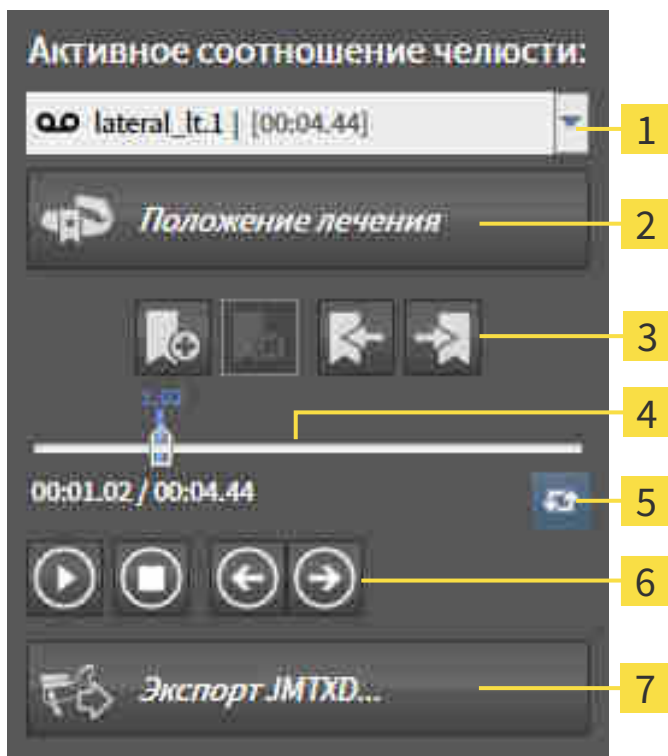 Активное соотношение челюсти:
lateral_lt.1 | [00:04.44]
1
Положение лечения
2
3
4
00:01.02 / 00:04.44
5
6
Экспорт JMTXD...
7